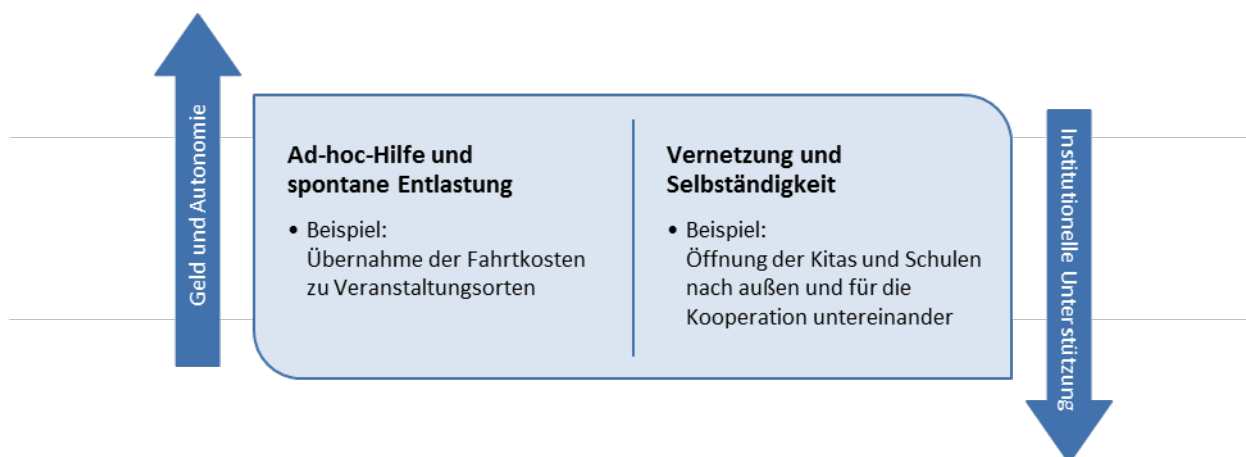 Geld und Autonomie
Ad-hoc-Hilfe und
spontane Entlastung
• Beispiel:
Übernahme der Fahrtkosten
zu Veranstaltungsorten
Vernetzung und
Selbständigkeit
• Beispiel:
Öffnung der Kitas und Schulen
nach außen und für die
Kooperation untereinander
Institutionelle Unterstützung